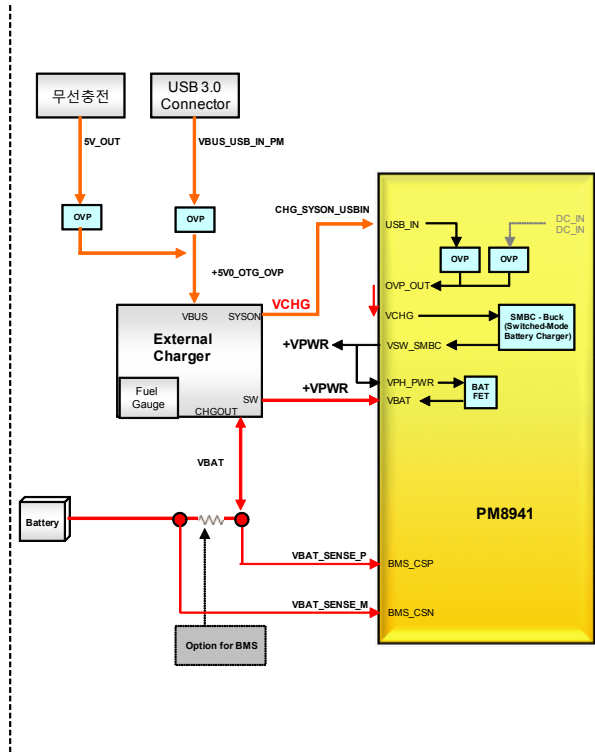 무선충전
USB 3.0
Connector
5V_OUT
VBUS_USB_IN_PM
OVP
OVP
CHG_SYSON_USBIN
+5V0_OTG_OVP
USB_IN
DC_IN
DC_IN
OVP
OVP
OVP_OUT
VBUS
SYSON
VCHG
External
Charger
Fuel
Gauge
SW
CHGOUT
VCHG
SMBC - Buck
(Switched-Mode
Battery Charger)
+VPWR
VSW_SMBC
+VPWR
VPH_PWR
VBAT
BAT
FET
VBAT
PM8941
Battery
VBAT_SENSE_P
BMS_CSP
VBAT_SENSE_M
BMS_CSN
Option for BMS